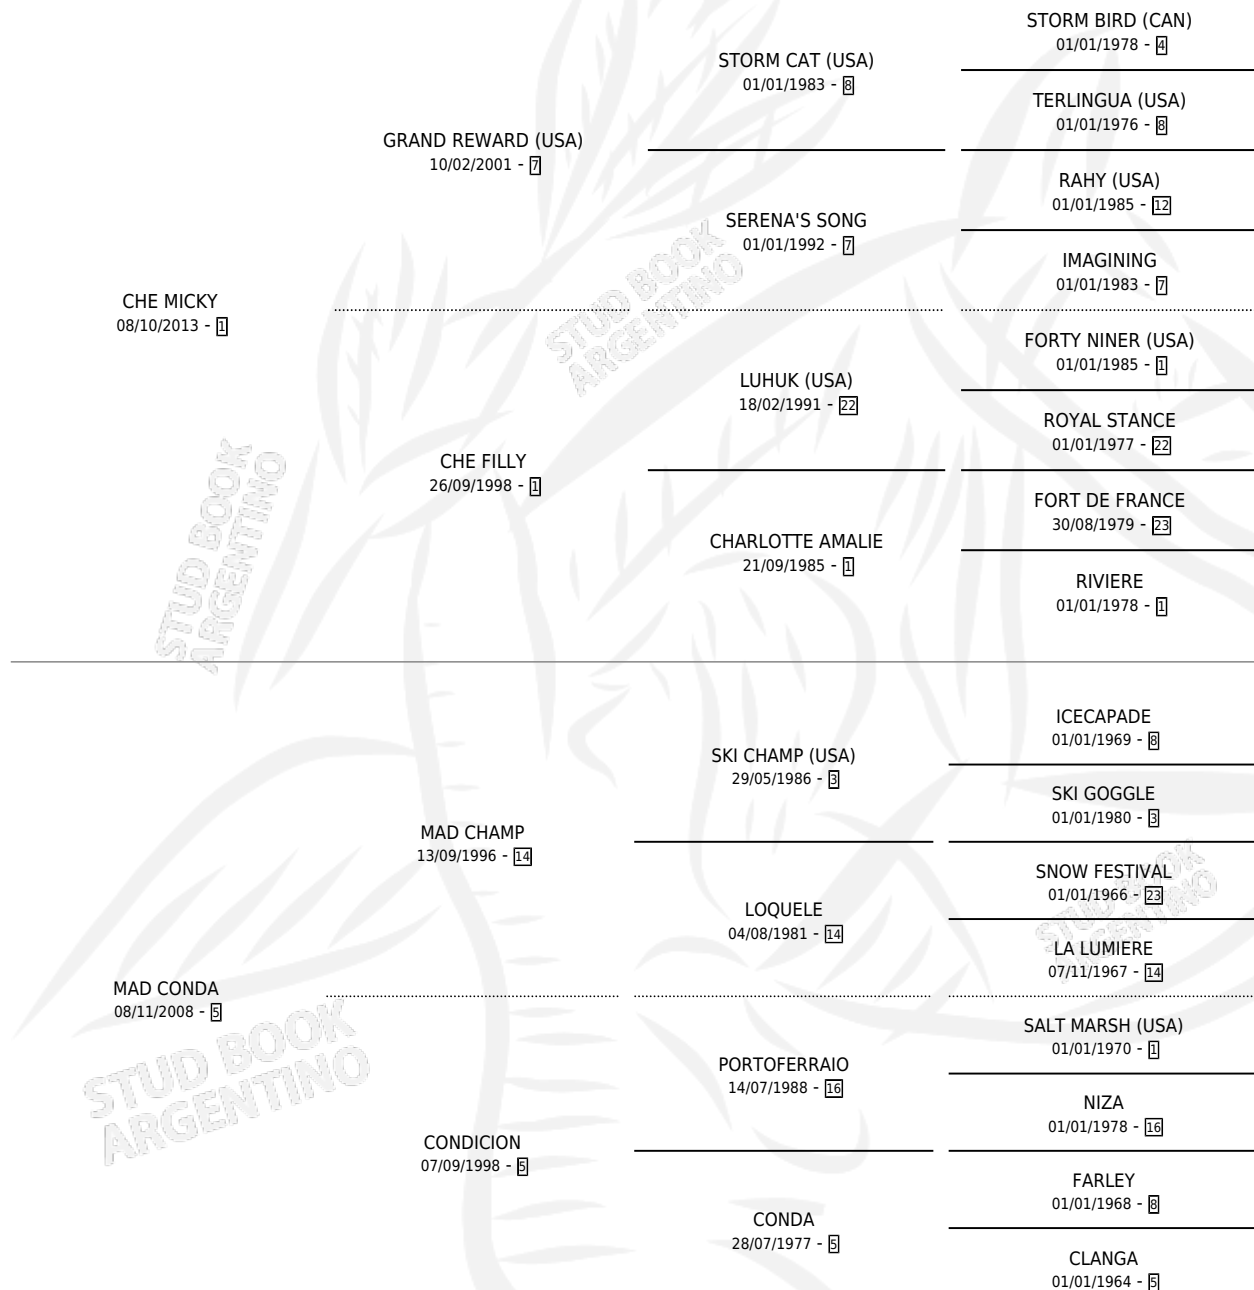 STORM BIRD (CAN)
01/01/1978 - 4
STORM CAT (USA)
01/01/1983 - 8
TERLINGUA (USA)
01/01/1976 - 8
GRAND REWARD (USA)
10/02/2001 - 7
RAHY (USA)
01/01/1985 - 12
SERENA'S SONG
01/01/1992 - 7
IMAGINING
01/01/1983 - 7
CHE MICKY
08/10/2013 - 1
FORTY NINER (USA)
01/01/1985 - 1
LUHUK (USA)
18/02/1991 - 22
ROYAL STANCE
01/01/1977 - 22
CHE FILLY
26/09/1998 - 1
FORT DE FRANCE
30/08/1979 - 23
CHARLOTTE AMALIE
21/09/1985 - 1
RIVIERE
01/01/1978 - 1
ICECAPADE
01/01/1969 - 8
SKI CHAMP (USA)
29/05/1986 - 3
SKI GOGGLE
01/01/1980 - 3
MAD CHAMP
13/09/1996 - 14
SNOW FESTIVAL
01/01/1966 - 23
LOQUELE
04/08/1981 - 14
LA LUMIERE
07/11/1967 - 14
MAD CONDA
08/11/2008 - 5
SALT MARSH (USA)
01/01/1970 - 1
PORTOFERRAIO
14/07/1988 - 16
NIZA
01/01/1978 - 16
CONDICION
07/09/1998 - 5
FARLEY
01/01/1968 - 8
CONDA
28/07/1977 - 5
CLANGA
01/01/1964 - 5
STUD BOOK
ARGENTINO
STUD BOOK
ARGENTINO
STUD BOOK
ARGENTINO
STUD BOOK
ARGENTINO